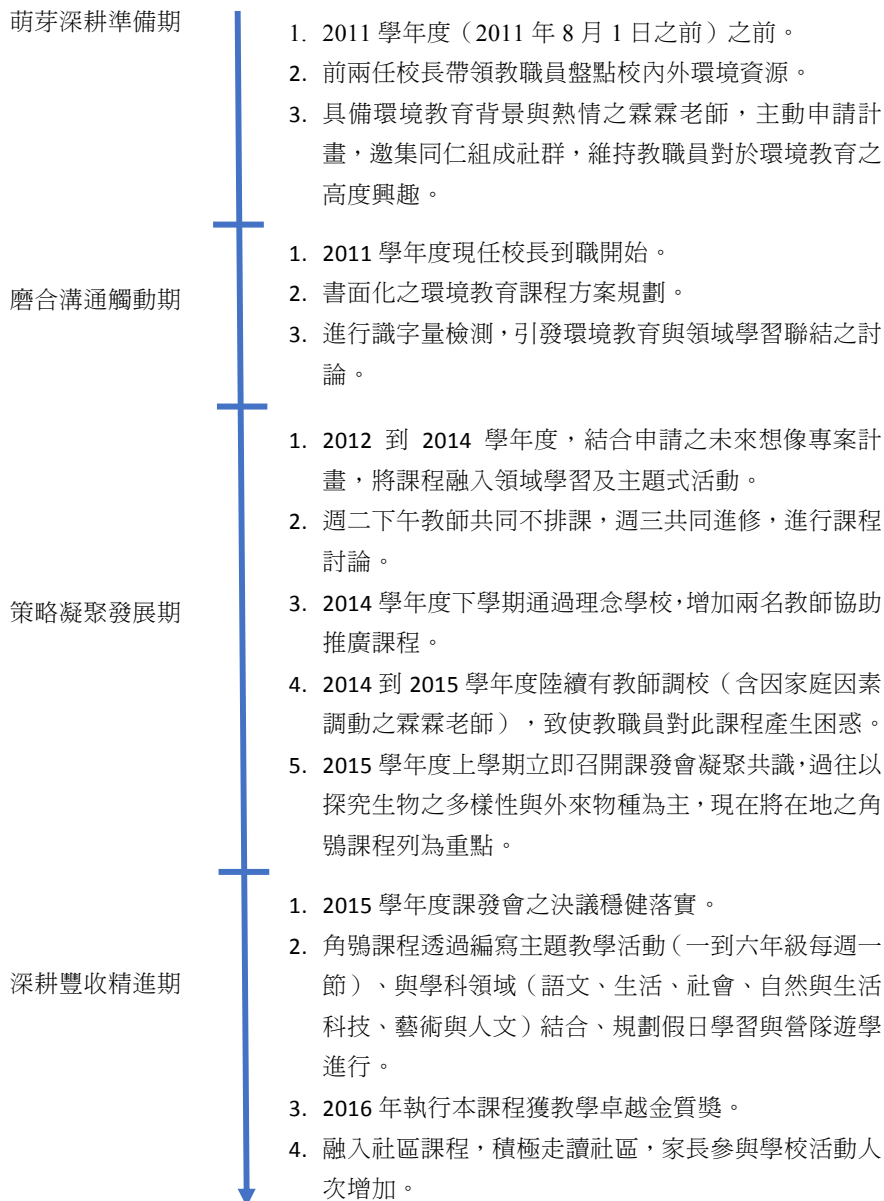 萌芽深耕準備期
1. 2011 學年度（2011 年 8 月 1 日之前）之前。
2. 前兩任校長帶領教職員盤點校內外環境資源。
3. 具備環境教育背景與熱情之霖霖老師，主動申請計
畫，邀集同仁組成社群，維持教職員對於環境教育之
高度興趣。
磨合溝通觸動期
1. 2011 學年度現任校長到職開始。
2. 書面化之環境教育課程方案規劃。
3. 進行識字量檢測，引發環境教育與領域學習聯結之討
論。
策略凝聚發展期
1. 2012 到 2014 學年度，結合申請之未來想像專案計
畫，將課程融入領域學習及主題式活動。
2. 週二下午教師共同不排課，週三共同進修，進行課程
討論。
3. 2014 學年度下學期通過理念學校，增加兩名教師協助
推廣課程。
4. 2014 到 2015 學年度陸續有教師調校（含因家庭因素
調動之霖霖老師），致使教職員對此課程產生困惑。
5. 2015 學年度上學期立即召開課發會凝聚共識，過往以
探究生物之多樣性與外來物種為主，現在將在地之角
鴞課程列為重點。
深耕豐收精進期
1. 2015 學年度課發會之決議穩健落實。
2. 角鴞課程透過編寫主題教學活動（一到六年級每週一
節）、與學科領域（語文、生活、社會、自然與生活
科技、藝術與人文）結合、規劃假日學習與營隊遊學
進行。
3. 2016 年執行本課程獲教學卓越金質獎。
4. 融入社區課程，積極走讀社區，家長參與學校活動人
次增加。